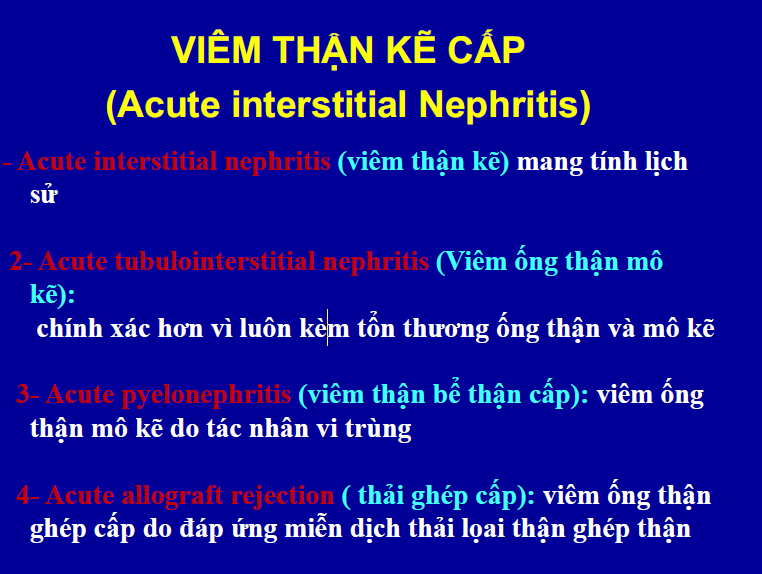 VIÊM THẬN KẼ CẤP
(Acute interstitial Nephritis)
- Acute interstitial nephritis (viêm thận kẽ) mang tính lịch
sử
2- Acute tubulointerstitial nephritis (Viêm ống thận mô
kẽ):
chính xác hơn vì luôn kèm tổn thương ống thận và mô kẽ
3- Acute pyelonephritis (viêm thận bể thận cấp): viêm ống
thận mô kẽ do tác nhân vi trùng
4- Acute allograft rejection ( thải ghép cấp): viêm ống thận
ghép cấp do đáp ứng miễn dịch thải lọai thận ghép thận